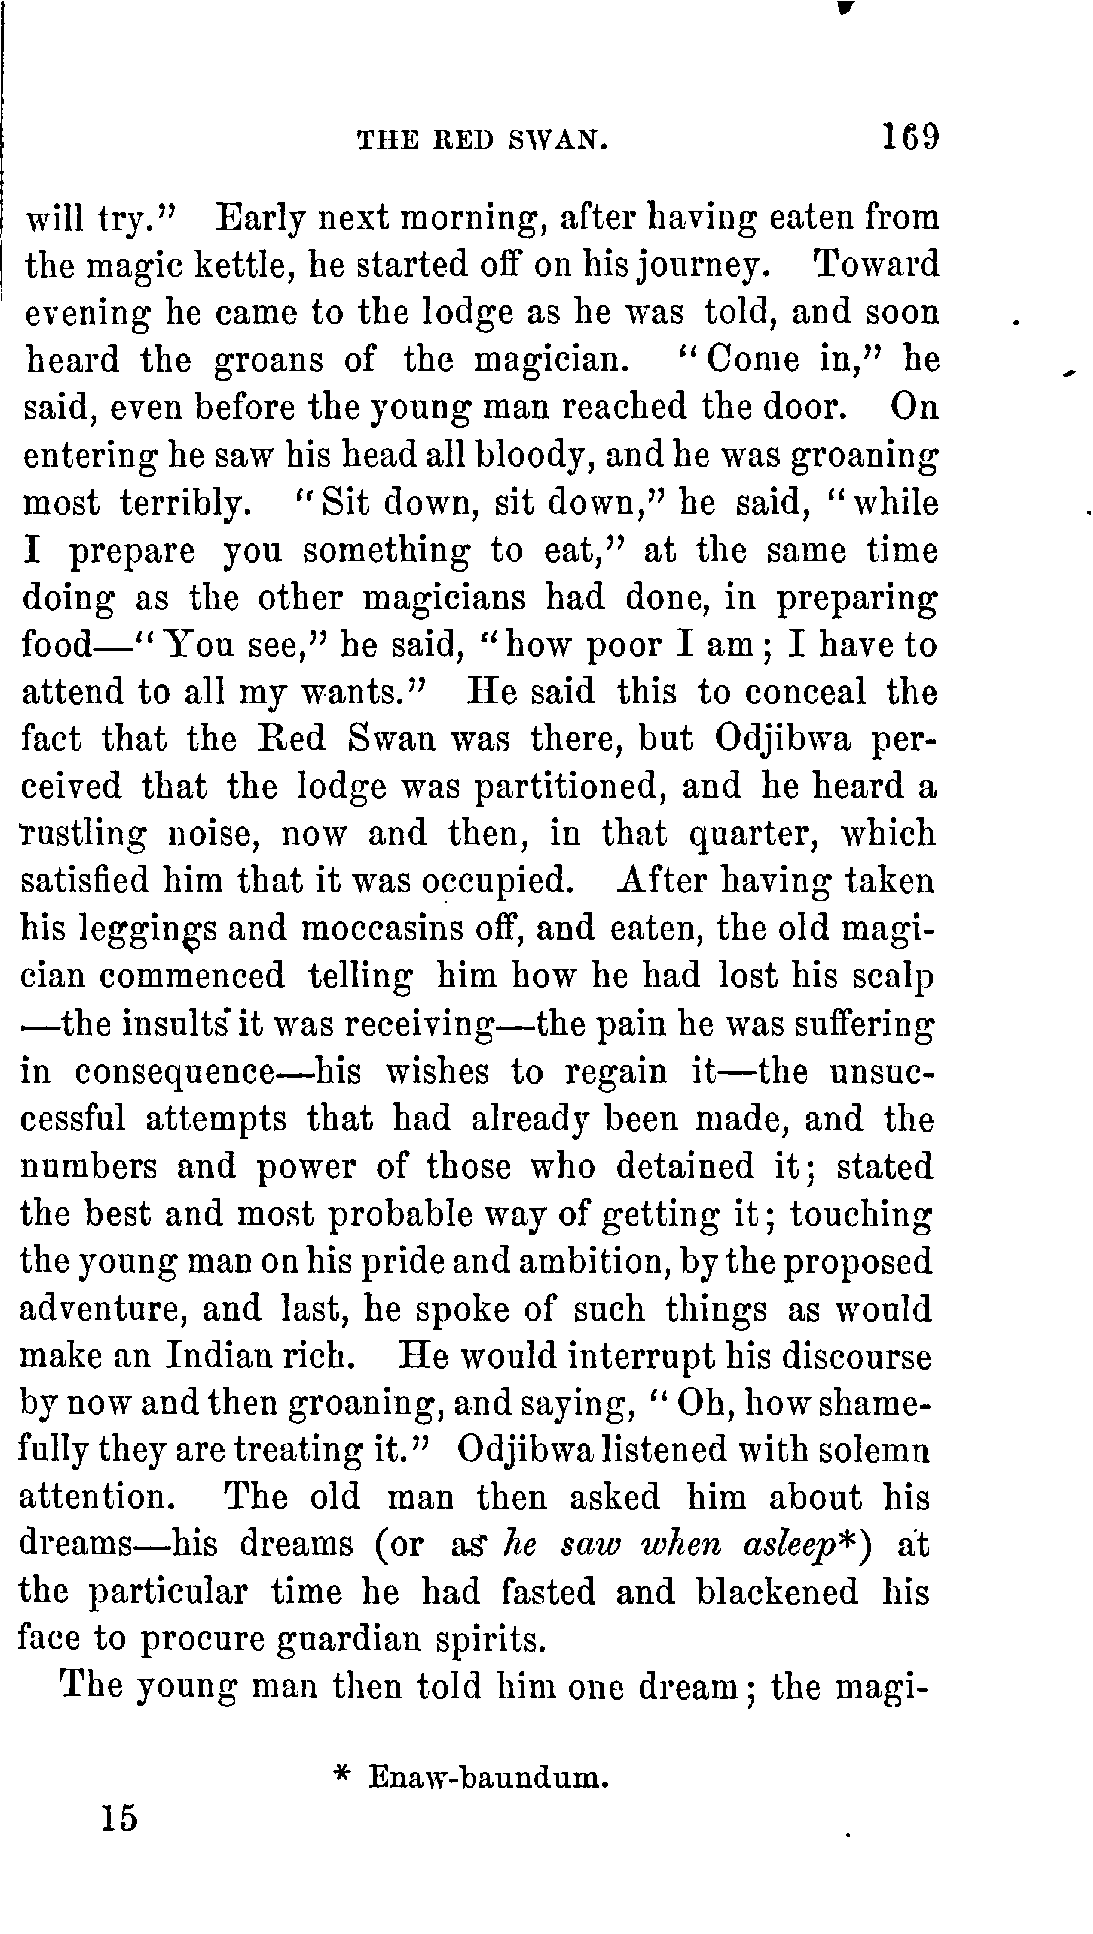 THE RED SWAN. 169
will try." Early next morning, after having eaten from
the magic kettle, he started off on his journey. Toward
evening he came to the lodge as he was told, and soon
heard the groans of the magician. "Come in," he
said, even before the young man reached the door. On
entering he saw his head all bloody, and he was groaning
most terribly. "Sit down, sit down," he said, "while
I prepare you something to eat," at the same time
doing as the other magicians had done, in preparing
food—"You see," he said, "how poor I am; I have to
attend to all my wants." He said this to conceal the
fact that the Red Swan was there, but Odjibwa per-
ceived that the lodge was partitioned, and he heard a
rustling noise, now and then, in that quarter, which
satisfied him that it was occupied. After having taken
his leggings and moccasins off, and eaten, the old magi-
cian commenced telling him how he had lost his scalp
—the insults it was receiving—the pain he was suffering
in consequence—his wishes to regain it—the unsuc-
cessful attempts that had already been made, and the
numbers and power of those who detained it; stated
the best and most probable way of getting it; touching
the young man on his pride and ambition, by the proposed
adventure, and last, he spoke of such things as would
make an Indian rich. He would interrupt his discourse
by now and then groaning, and saying, "Oh, how shame-
fully they are treating it." Odjibwa listened with solemn
attention. The old man then asked him about his
dreams—his dreams (or as he saw when asleep*) at
the particular time he had fasted and blackened his
face to procure guardian spirits.
The young man then told him one dream; the magi-
* Enaw-baundum.
15